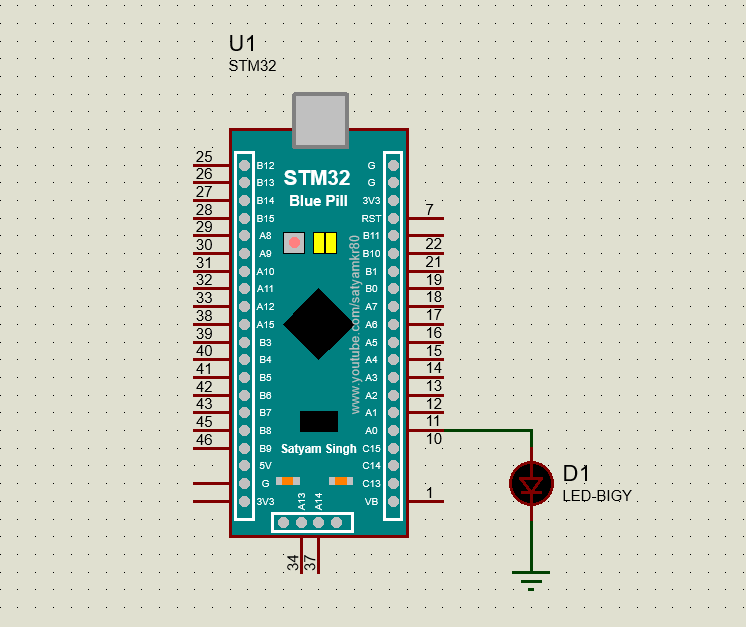 U1
STM32
STM32
Blue Pill
25 B12
26 B13
27 B14
28 B15
29 A8
30 A9
31 A10
32 A11
33 A12
38 A15
39 B3
40 B4
41 B5
42 B6
43 B7
45 B8
46 B9
5V
G
3V3
G
G
3V3
RST 7
B11
B10 22
B1 21
B0 19
A7 18
A6 17
A5 16
A4 15
A3 14
A2 13
A1 12
A0 11
10
C15
C14
C13
VB 1
www.youtube.com/satyamkr80
Satyam Singh
A13
A14
34
37
D1
LED-BIGY